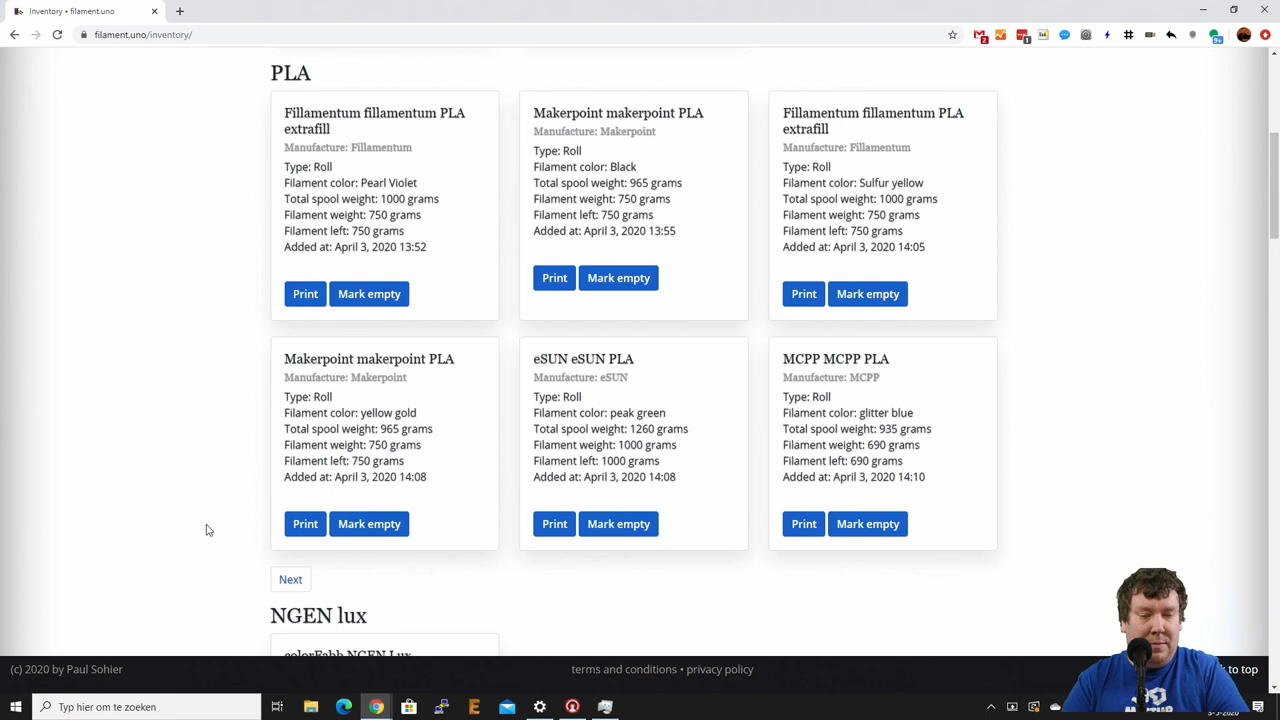 Inventory • filament.uno
filament.uno/inventory/
PLA
Fillamentum fillamentum PLA
extrafill
Manufacture: Fillamentum
Type: Roll
Filament color: Pearl Violet
Total spool weight: 1000 grams
Filament weight: 750 grams
Filament left: 750 grams
Added at: April 3, 2020 13:52
Print
Mark empty
Makerpoint makerpoint PLA
Manufacture: Makerpoint
Type: Roll
Filament color: Black
Total spool weight: 965 grams
Filament weight: 750 grams
Filament left: 750 grams
Added at: April 3, 2020 13:55
Print
Mark empty
Fillamentum fillamentum PLA
extrafill
Manufacture: Fillamentum
Type: Roll
Filament color: Sulfur yellow
Total spool weight: 1000 grams
Filament weight: 750 grams
Filament left: 750 grams
Added at: April 3, 2020 14:05
Print
Mark empty
Makerpoint makerpoint PLA
Manufacture: Makerpoint
Type: Roll
Filament color: yellow gold
Total spool weight: 965 grams
Filament weight: 750 grams
Filament left: 750 grams
Added at: April 3, 2020 14:08
Print
Mark empty
eSUN eSUN PLA
Manufacture: eSUN
Type: Roll
Filament color: peak green
Total spool weight: 1260 grams
Filament weight: 1000 grams
Filament left: 1000 grams
Added at: April 3, 2020 14:08
Print
Mark empty
MCPP MCPP PLA
Manufacture: MCPP
Type: Roll
Filament color: glitter blue
Total spool weight: 935 grams
Filament weight: 690 grams
Filament left: 690 grams
Added at: April 3, 2020 14:10
Print
Mark empty
Next
NGEN lux
colorFabb NGEN Lux
(c) 2020 by Paul Sohier
terms and conditions • privacy policy
to top
Typ hier om te zoeken